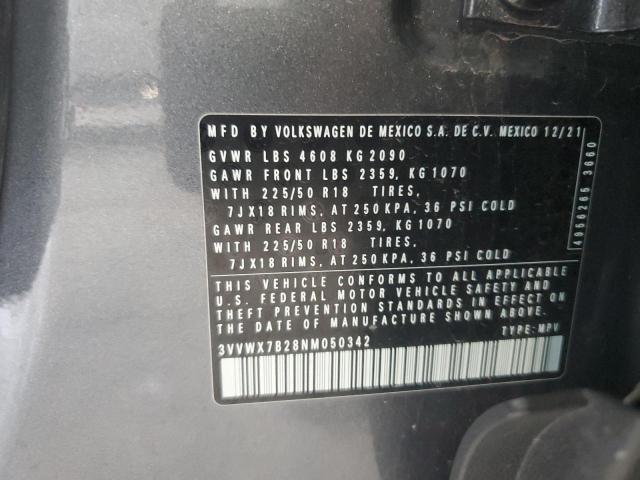 MFD BY VOLKSWAGEN DE MEXICO S.A. DE C.V. MEXICO 12/21
GVWR LBS 4608 KG 2090
GAWR FRONT LBS 2359, KG 1070
WITH 225/50 R18 TIRES,
7JX18 RIMS, AT 250 KPA, 36 PSI COLD
GAWR REAR LBS 2359, KG 1070
WITH 225/50 R18 TIRES,
7JX18 RIMS, AT 250 KPA, 36 PSI COLD
THIS VEHICLE CONFORMS TO ALL APPLICABLE
U.S. FEDERAL MOTOR VEHICLE SAFETY AND
THEFT PREVENTION STANDARDS IN EFFECT ON
THE DATE OF MANUFACTURE SHOWN ABOVE.
3VVWX7B28NM050342 TYPE: MPV
4956265 3660